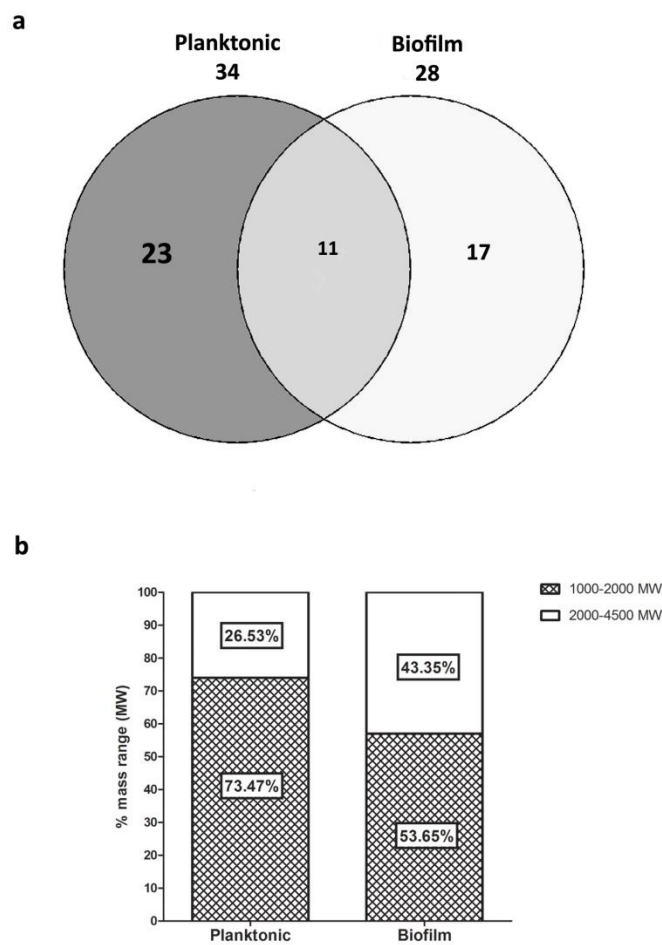 a
Planktonic
34
Biofilm
28
23
11
17
b
% mass range (MW)
100
90
80
70
60
50
40
30
20
10
0
26.53%
73.47%
43.35%
53.65%
Planktonic
Biofilm
1000-2000 MW
2000-4500 MW